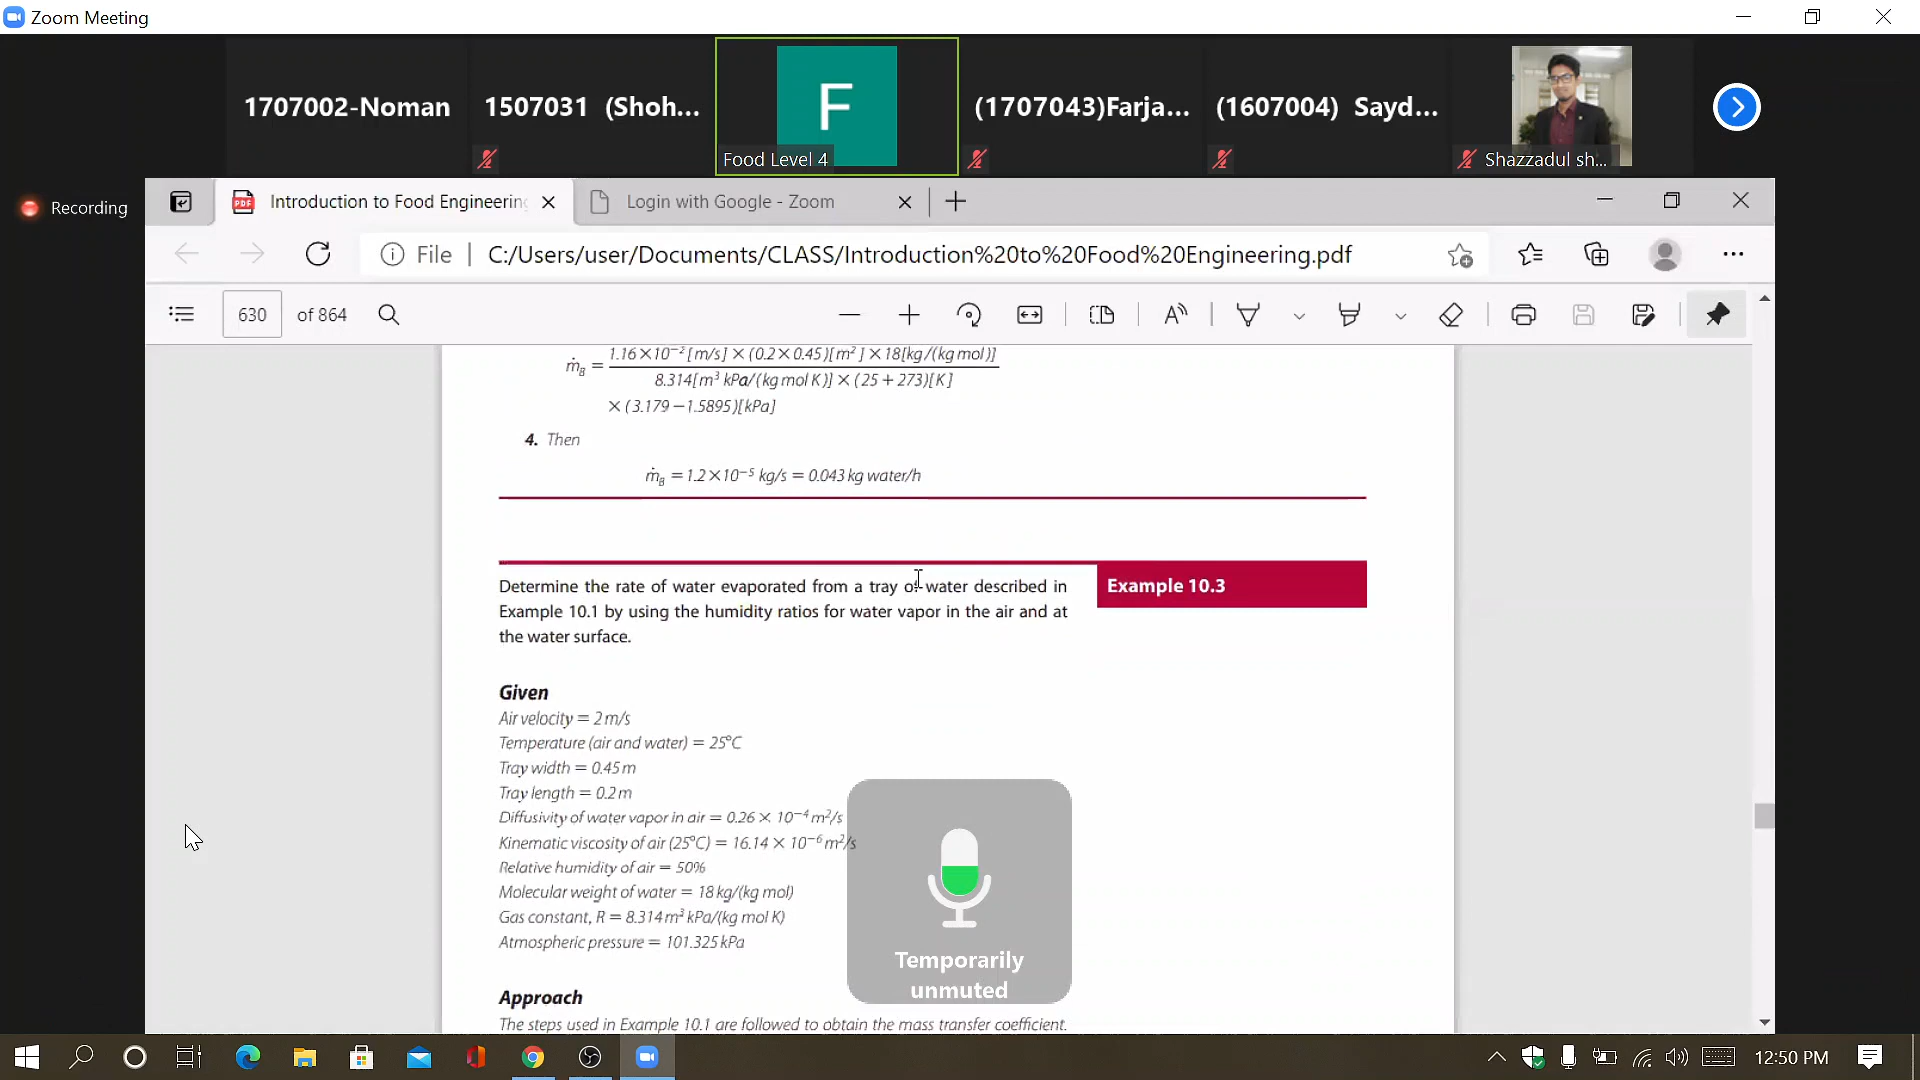 Zoom Meeting
1707002-Noman
1507031 (Shoh...
F
Food Level 4
(1707043)Farja...
(1607004) Sayd...
Shazzadul sh...
Recording
PDF
Introduction to Food Engineering
Login with Google - Zoom
File | C:/Users/user/Documents/CLASS/Introduction%20to%20Food%20Engineering.pdf
630 of 864
ṁ_B = 1.16×10⁻²[m/s] × (0.2×0.45)[m²] ×18[kg/(kg mol)]
8.314[m³ kPa/(kg mol K)] × (25 + 273)[K]
× (3.179 − 1.5895)[kPa]
4. Then
ṁ_B = 1.2×10⁻⁵ kg/s = 0.043 kg water/h
Determine the rate of water evaporated from a tray of water described in
Example 10.1 by using the humidity ratios for water vapor in the air and at
the water surface.
Example 10.3
Given
Air velocity = 2 m/s
Temperature (air and water) = 25°C
Tray width = 0.45 m
Tray length = 0.2 m
Diffusivity of water vapor in air = 0.26 × 10⁻⁴ m²/s
Kinematic viscosity of air (25°C) = 16.14 × 10⁻⁶ m²/s
Relative humidity of air = 50%
Molecular weight of water = 18 kg/(kg mol)
Gas constant, R = 8.314 m³ kPa/(kg mol K)
Atmospheric pressure = 101.325 kPa
Temporarily
unmuted
Approach
The steps used in Example 10.1 are followed to obtain the mass transfer coefficient.
12:50 PM